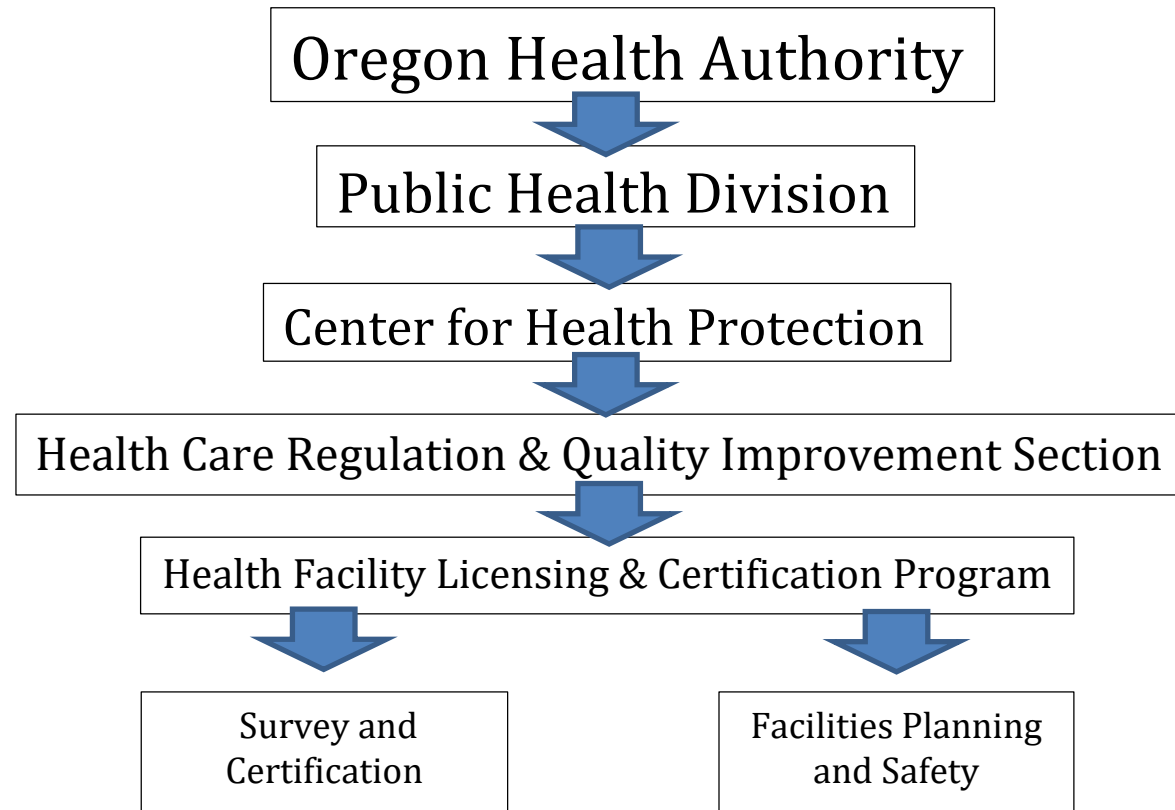 Oregon Health Authority
Public Health Division
Center for Health Protection
Health Care Regulation & Quality Improvement Section
Health Facility Licensing & Certification Program
Survey and
Certification
Facilities Planning
and Safety